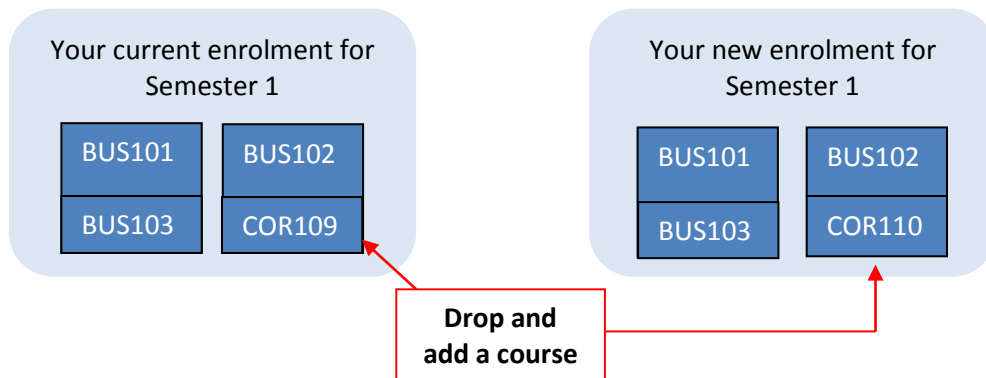 Your current enrolment for
Semester 1
BUS101
BUS102
BUS103
COR109
Your new enrolment for
Semester 1
BUS101
BUS102
BUS103
COR110
Drop and
add a course